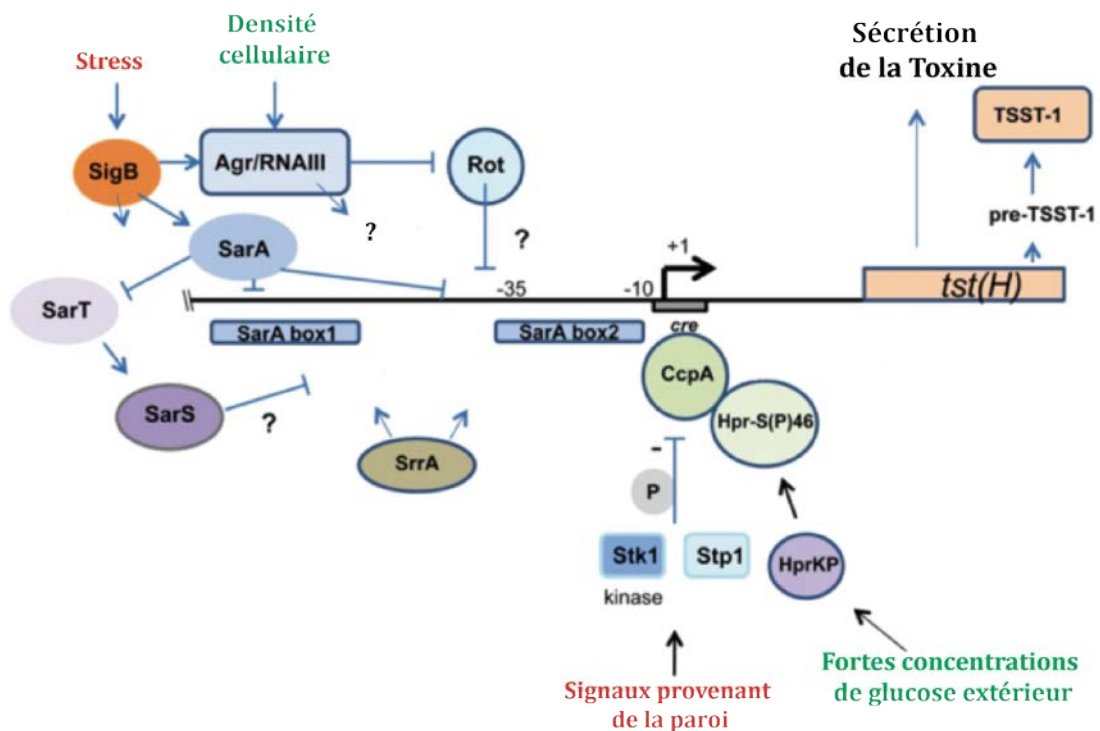 Densité
cellulaire
Stress
Sécrétion
de la Toxine
TSST-1
SigB
Agr/RNAIII
Rot
pre-TSST-1
?
?
SarA
+1
-35
-10
tst(H)
SarT
SarA box1
SarA box2
cre
CcpA
SarS
?
Hpr-S(P)46
SrrA
-
P
Stk1
Stp1
HprKP
kinase
Fortes concentrations
de glucose extérieur
Signaux provenant
de la paroi